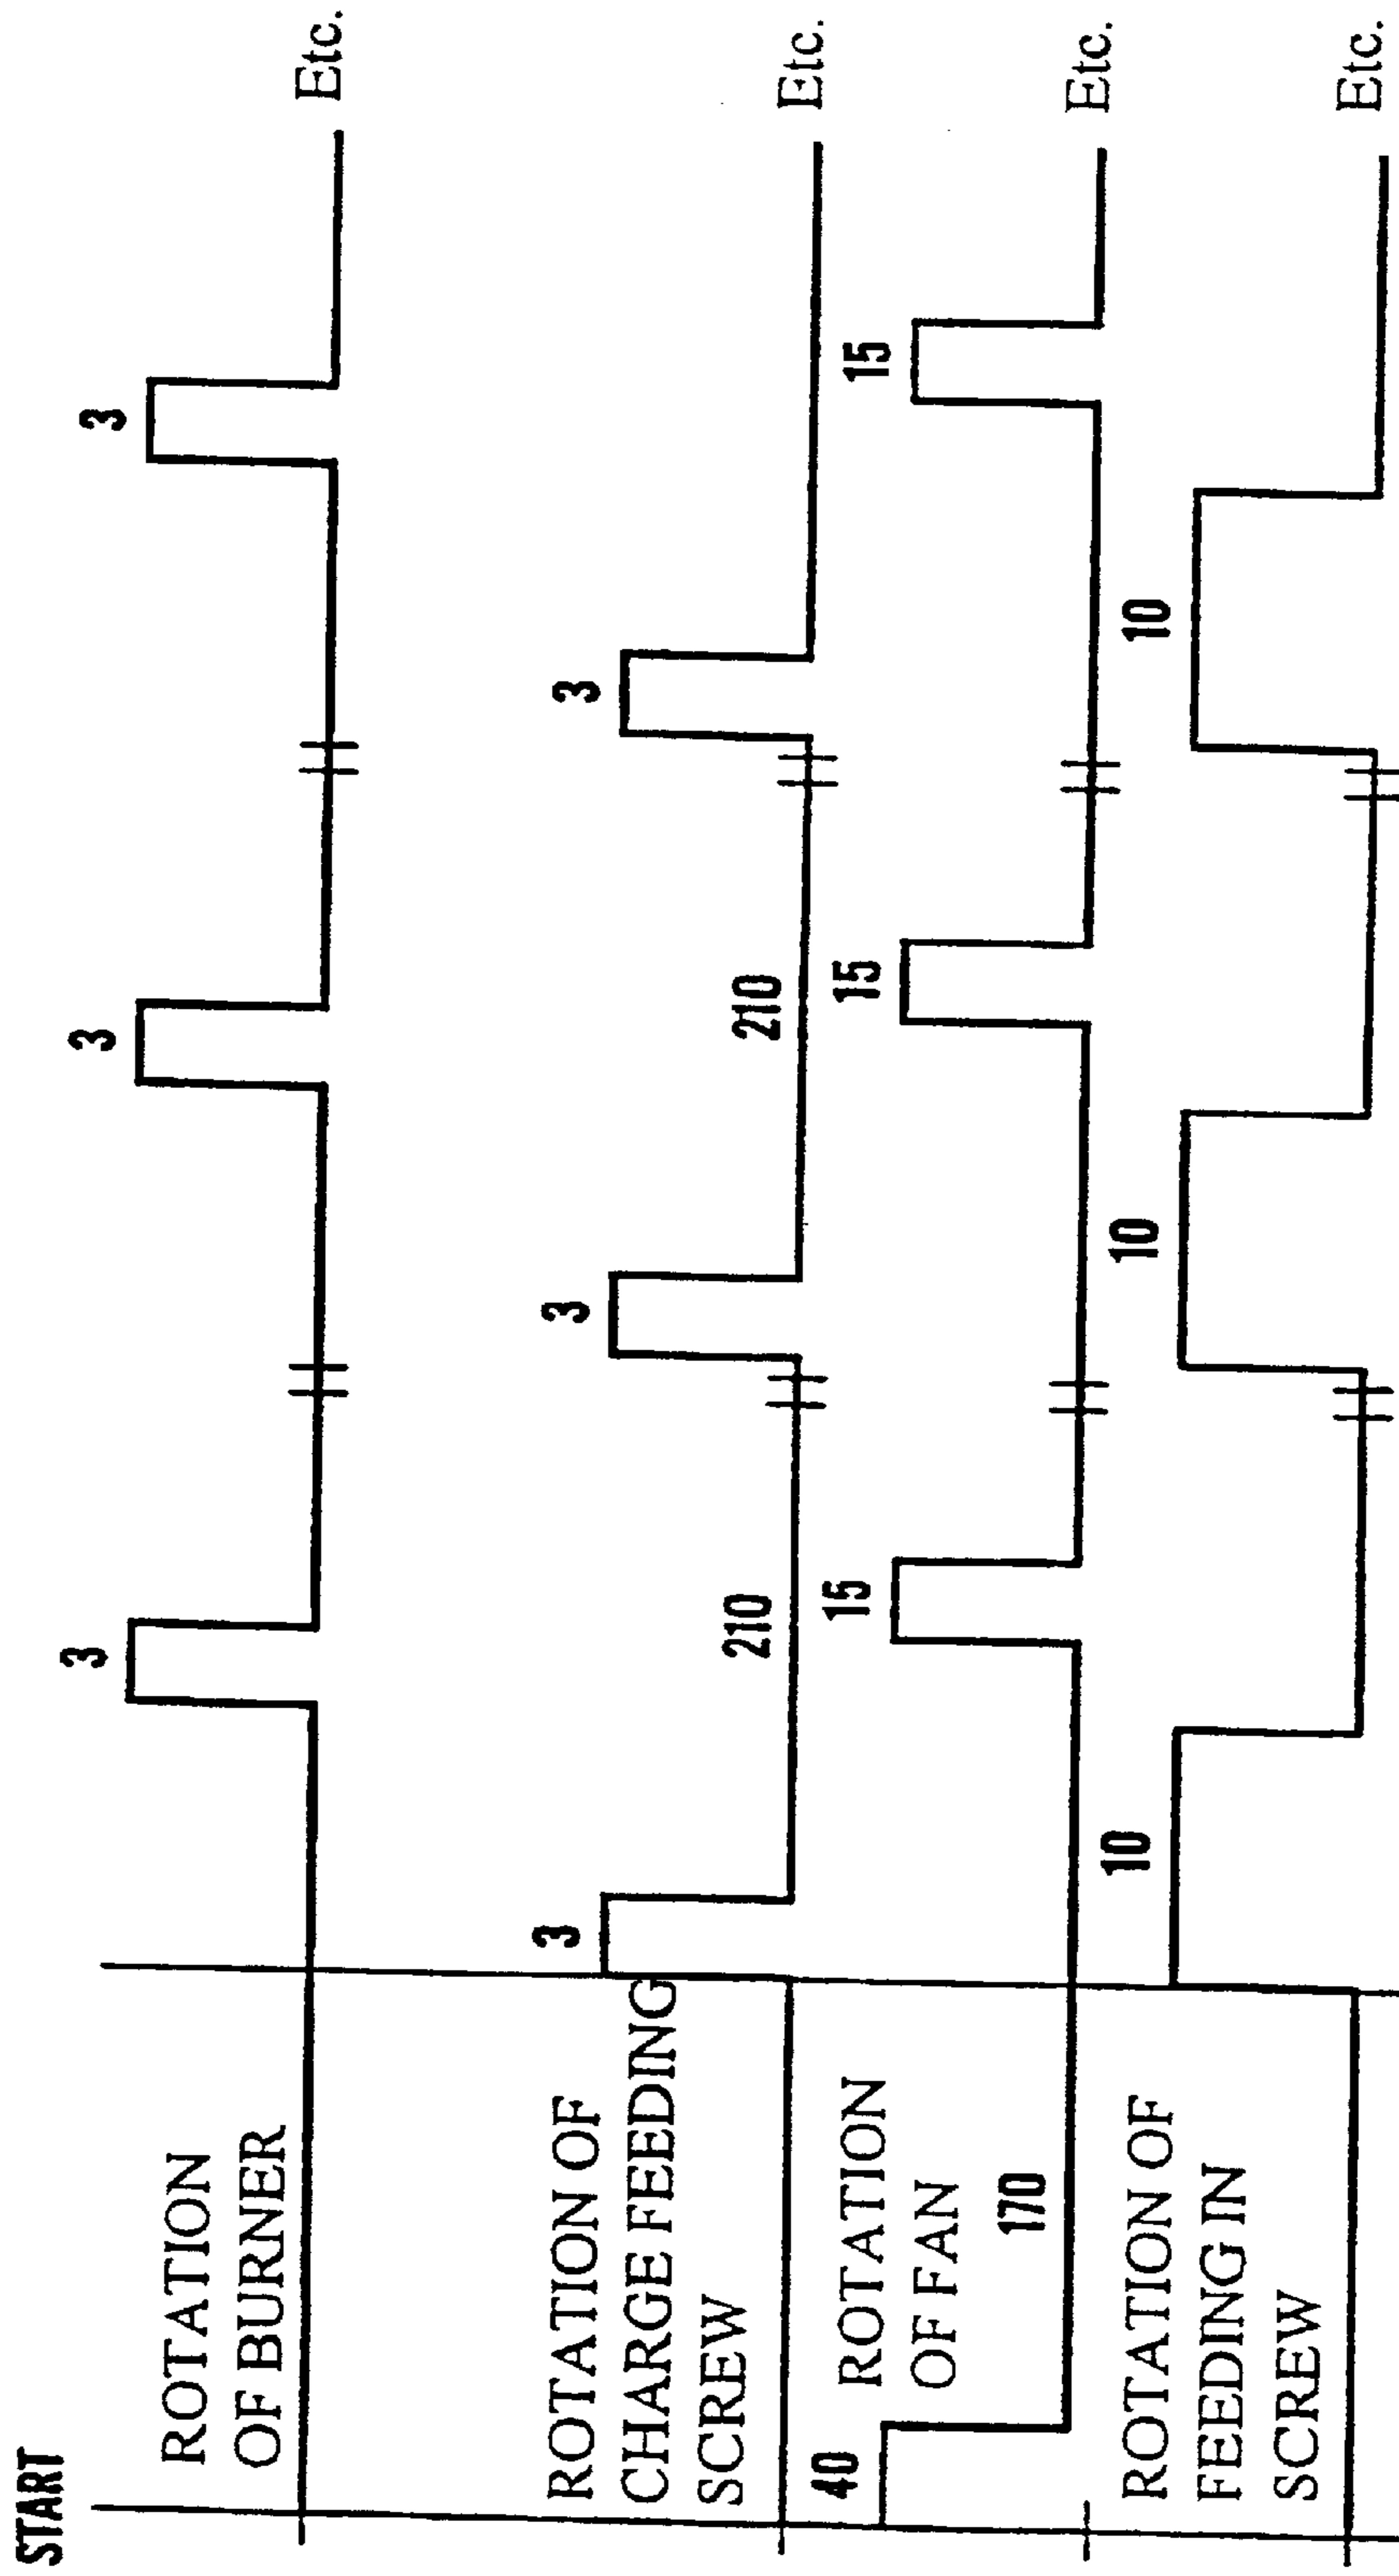 START
ROTATION
OF BURNER
3
3
3
Etc.
ROTATION OF
CHARGE FEEDING
SCREW
3
210
3
210
3
Etc.
40
ROTATION
OF FAN
170
15
15
15
Etc.
ROTATION OF
FEEDING IN
SCREW
10
10
10
Etc.